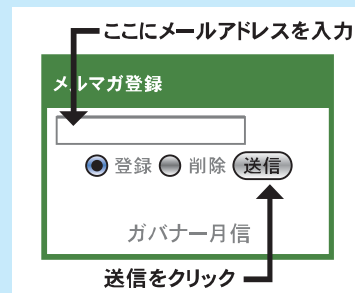 ここにメールアドレスを入力
メルマガ登録
登録 削除 送信
ガバナー月信
送信をクリック